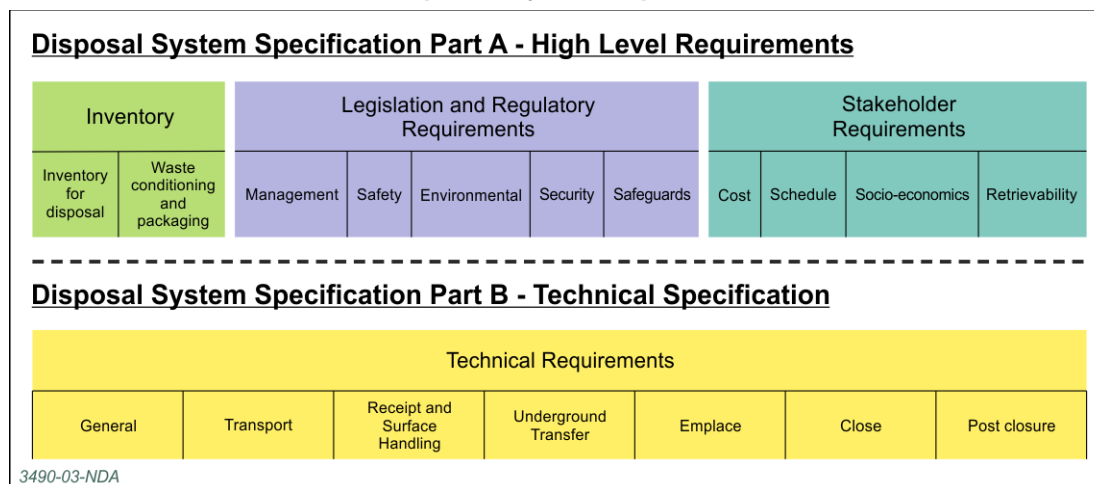 Disposal System Specification Part A - High Level Requirements
Inventory
Legislation and Regulatory
Requirements
Stakeholder
Requirements
Inventory
for
disposal
Waste
conditioning
and
packaging
Management
Safety
Environmental
Security
Safeguards
Cost
Schedule
Socio-economics
Retrievability
Disposal System Specification Part B - Technical Specification
Technical Requirements
General
Transport
Receipt and
Surface
Handling
Underground
Transfer
Emplace
Close
Post closure
3490-03-NDA